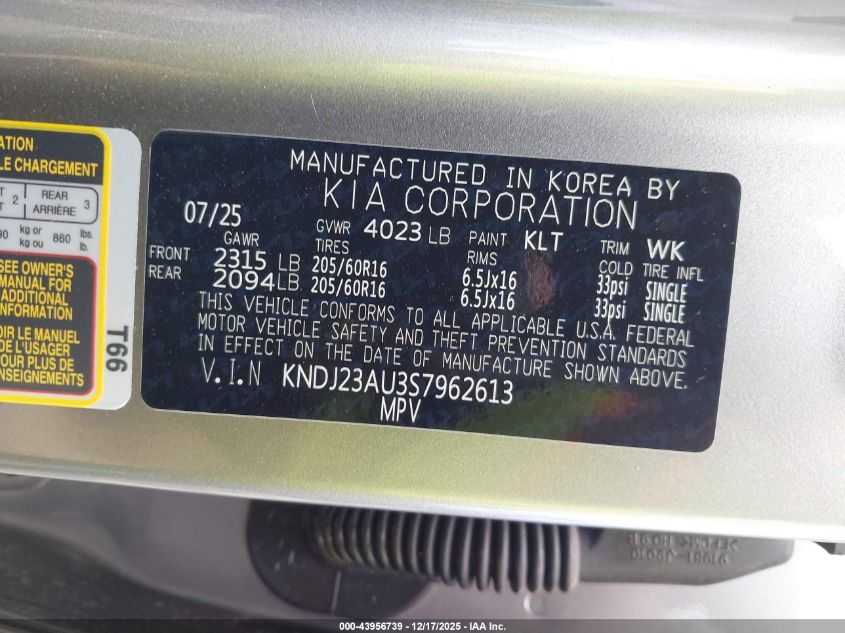 ATION
LE CHARGEMENT
2 REAR ARRIÈRE 3
kg or kg ou 860 lbs. lb.
SEE OWNER'S
MANUAL FOR
ADDITIONAL
INFORMATION
LE MANUEL
DE L'USAGER
POUR PLUS DE
T66
MANUFACTURED IN KOREA BY
KIA CORPORATION
07/25 GVWR 4023 LB PAINT KLT TRIM WK
GAWR TIRES RIMS COLD TIRE INFL
FRONT 2315 LB 205/60R16 6.5Jx16 33psi SINGLE
REAR 2094 LB 205/60R16 6.5Jx16 33psi SINGLE
THIS VEHICLE CONFORMS TO ALL APPLICABLE U.S.A. FEDERAL
MOTOR VEHICLE SAFETY AND THEFT PREVENTION STANDARDS
IN EFFECT ON THE DATE OF MANUFACTURE SHOWN ABOVE.
V.I.N KNDJ23AU3S7962613
MPV
000-43956739 — 12/17/2025 — IAA Inc.